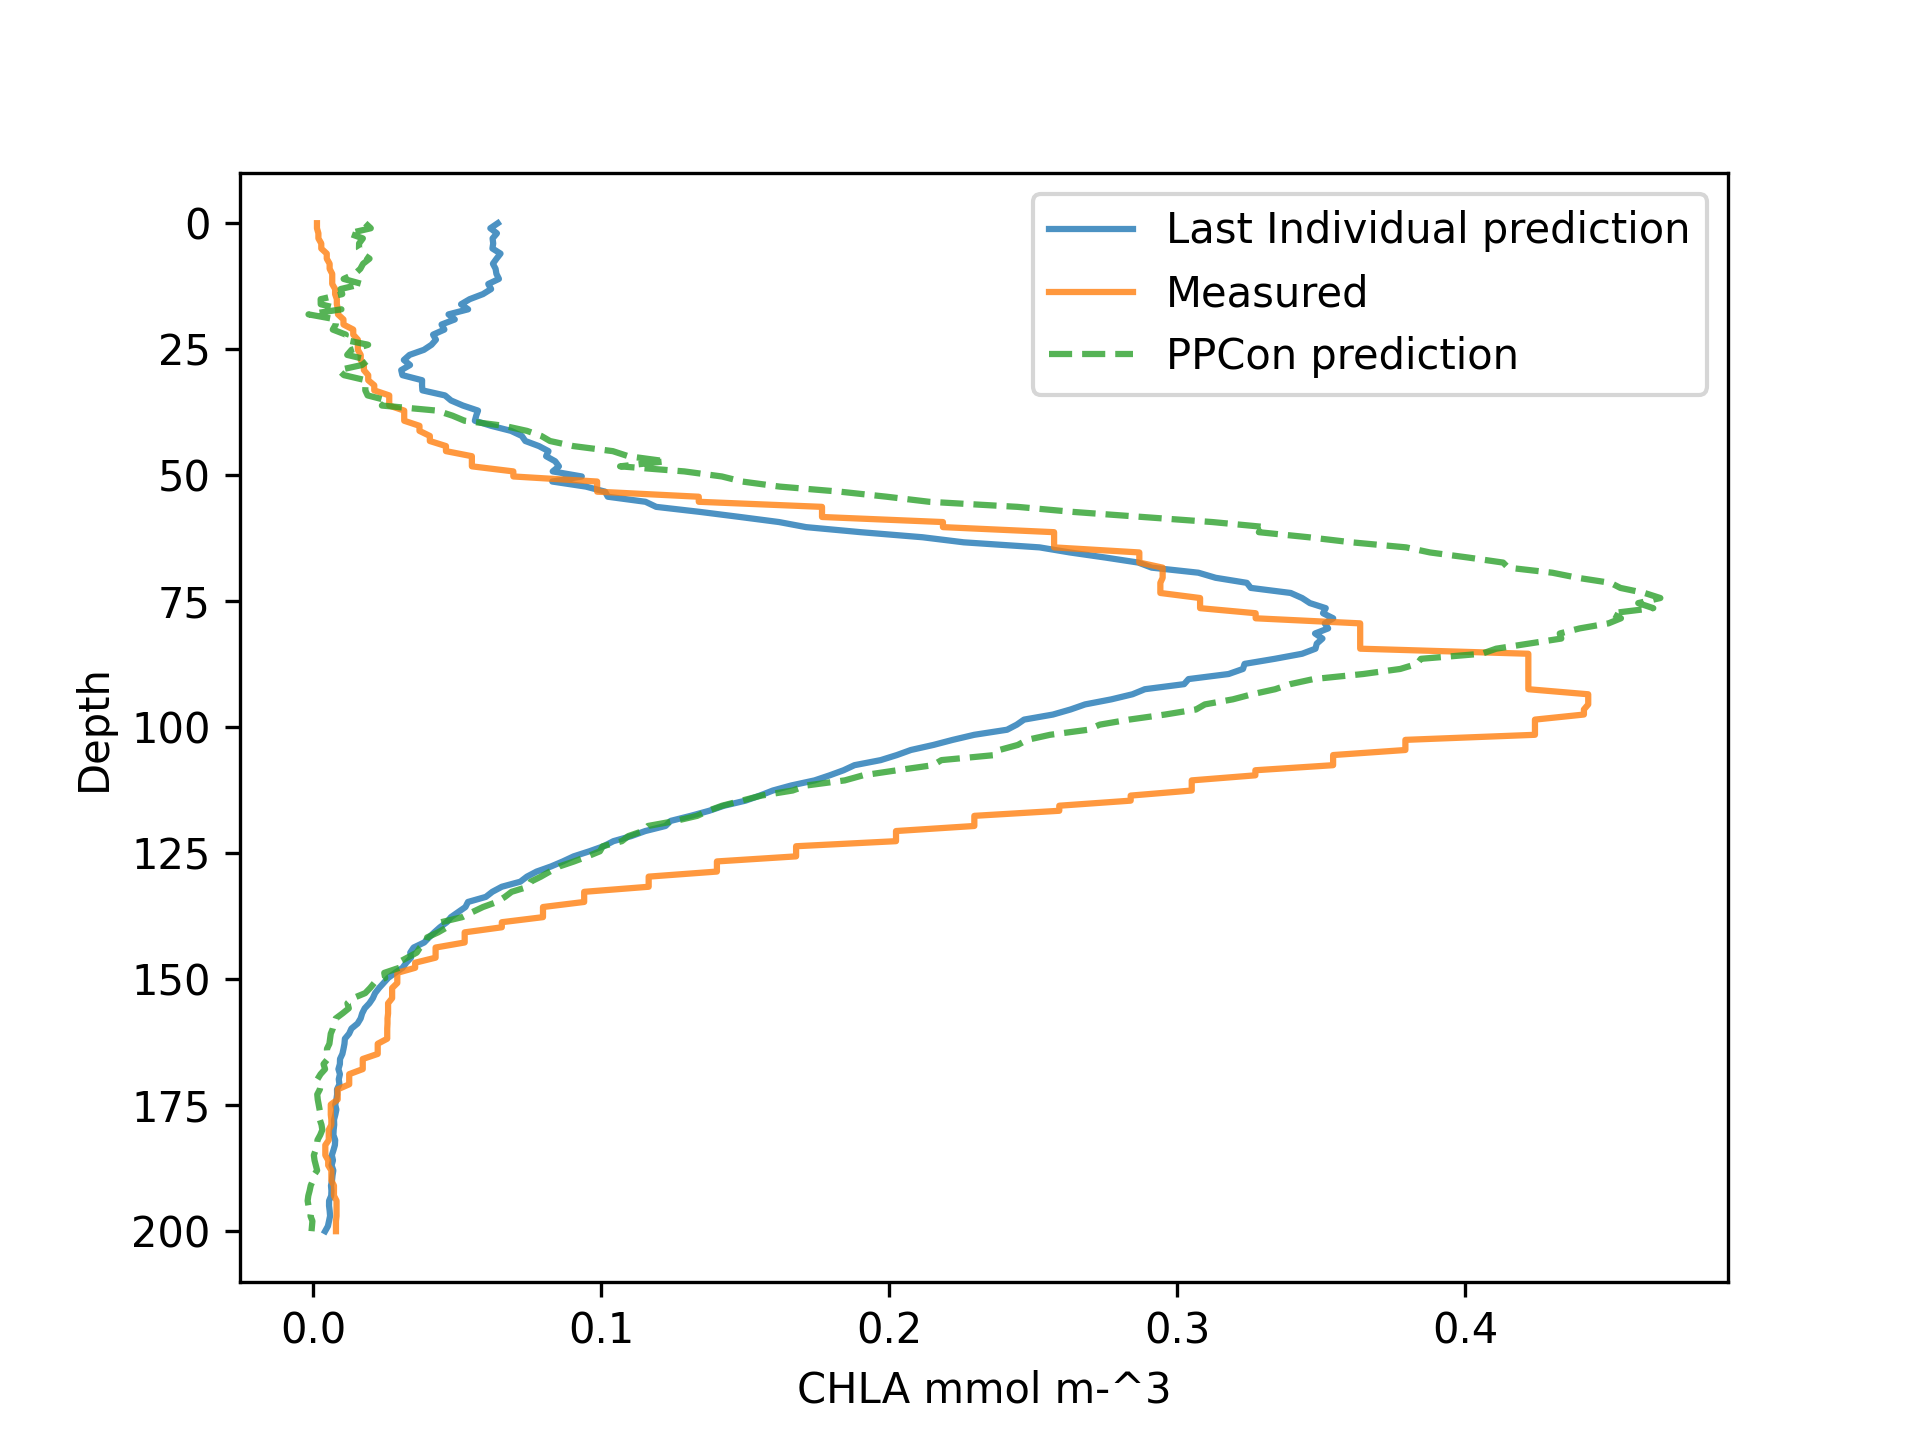 Last Individual prediction
Measured
PPCon prediction
0
25
50
75
100
125
150
175
200
Depth
0.0 0.1 0.2 0.3 0.4
CHLA mmol m-^3